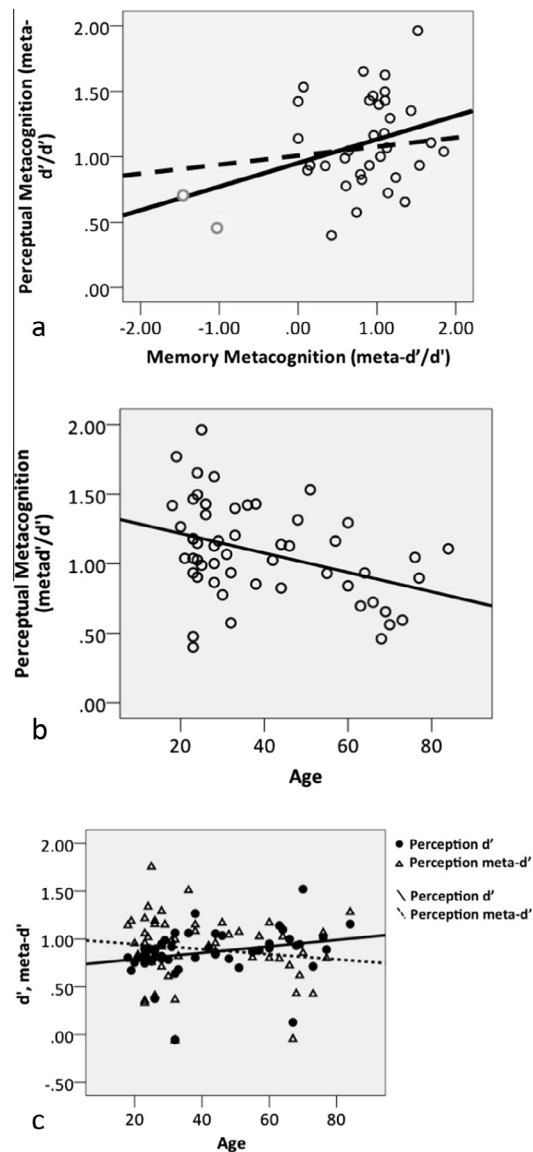 2.00
1.50
1.00
.50
.00
Perceptual Metacognition (meta-
d'/d')
-2.00 -1.00 .00 1.00 2.00
Memory Metacognition (meta-d'/d')
a
2.00
1.50
1.00
.50
.00
Perceptual Metacognition
(metad'/d')
20 40 60 80
Age
b
2.00
1.50
1.00
.50
.00
-.50
d', meta-d'
Perception d'
Perception meta-d'
Perception d'
Perception meta-d'
20 40 60 80
Age
c